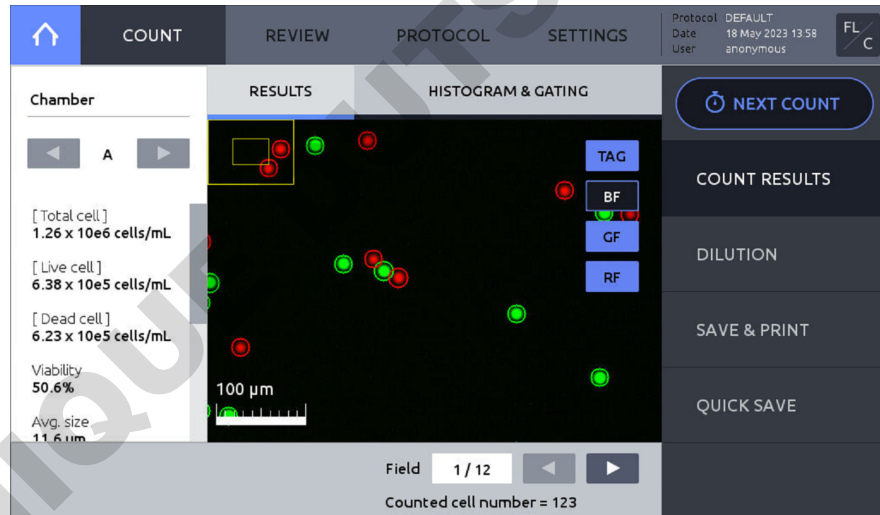 COUNT
REVIEW
PROTOCOL
SETTINGS
Protocol DEFAULT
Date 18 May 2023 13:58
User anonymous
FL/C
Chamber
RESULTS
HISTOGRAM & GATING
NEXT COUNT
A
TAG
BF
GF
RF
COUNT RESULTS
DILUTION
SAVE & PRINT
QUICK SAVE
[ Total cell ]
1.26 x 10e6 cells/mL
[ Live cell ]
6.38 x 10e5 cells/mL
[ Dead cell ]
6.23 x 10e5 cells/mL
Viability
50.6%
Avg. size
11.6 um
100 μm
Field 1 / 12
Counted cell number = 123